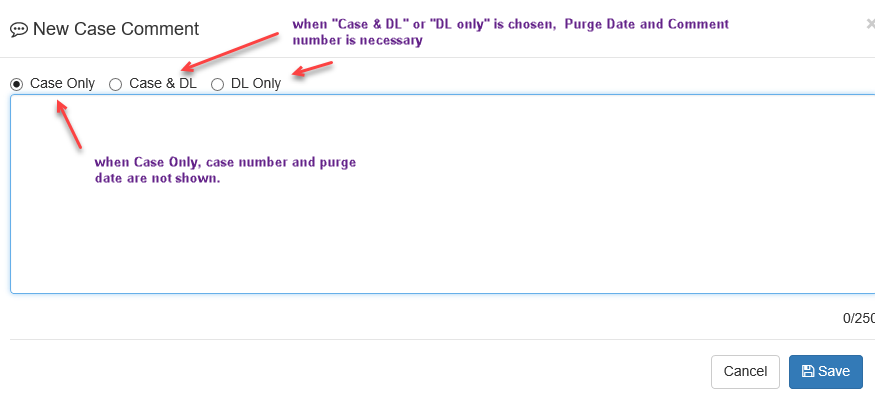 New Case Comment
when "Case & DL" or "DL only" is chosen,  Purge Date and Comment
number is necessary
×
Case Only Case & DL DL Only
when Case Only, case number and purge
date are not shown.
0/250
Cancel Save